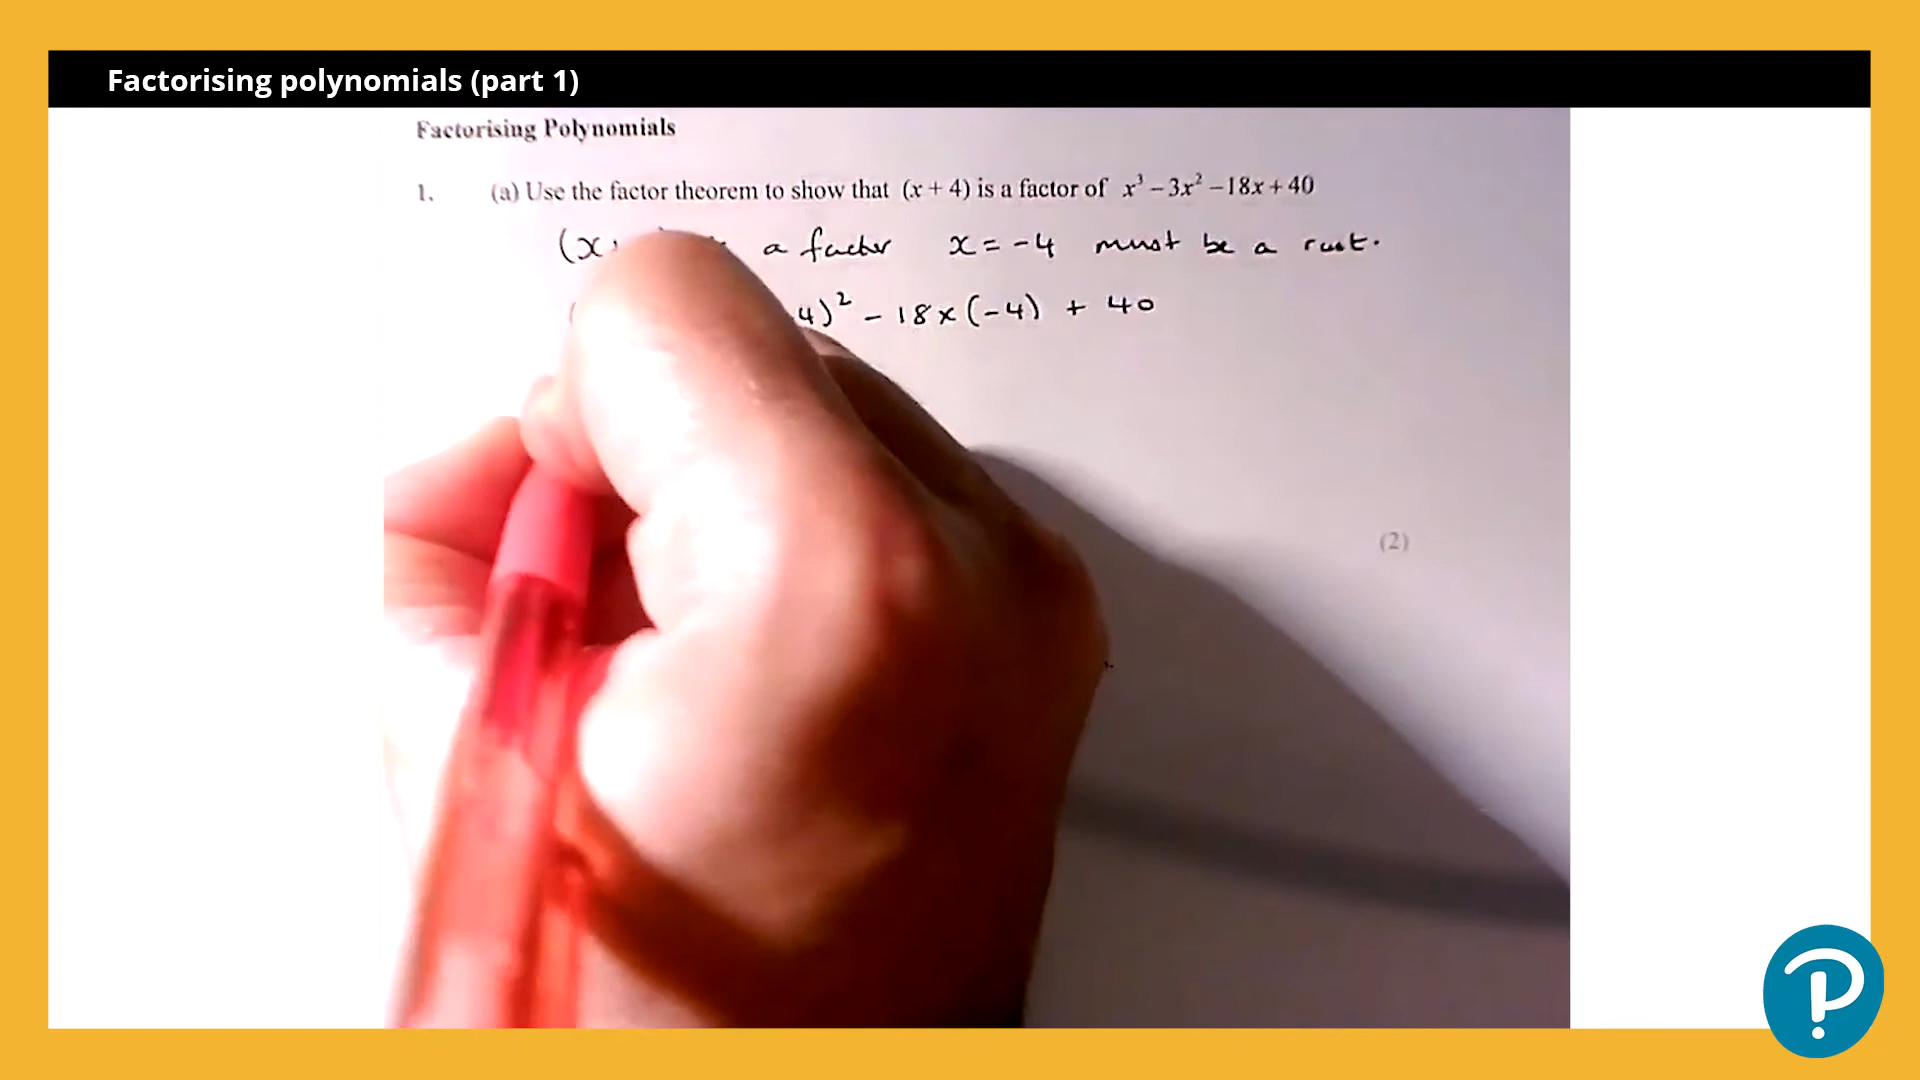 Factorising polynomials (part 1)
Factorising Polynomials
1. (a) Use the factor theorem to show that (x + 4) is a factor of x³ – 3x² – 18x + 40
(x a factor x = -4 must be a root.
4)² - 18x(-4) + 40
(2)